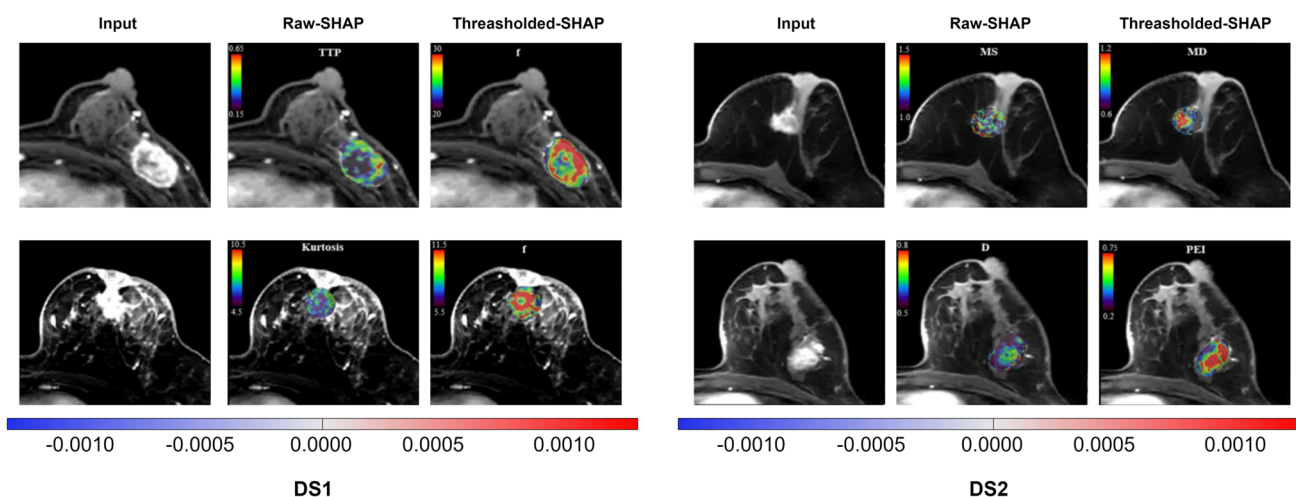 Input Raw-SHAP Threasholded-SHAP
0.65 TTP 30 f
0.15 20
10.5 Kurtosis 11.5 f
4.5 5.5
-0.0010 -0.0005 0.0000 0.0005 0.0010
DS1
Input Raw-SHAP Threasholded-SHAP
1.5 MS 1.2 MD
1.0 0.6
0.8 D 0.75 PEI
0.5 0.2
-0.0010 -0.0005 0.0000 0.0005 0.0010
DS2